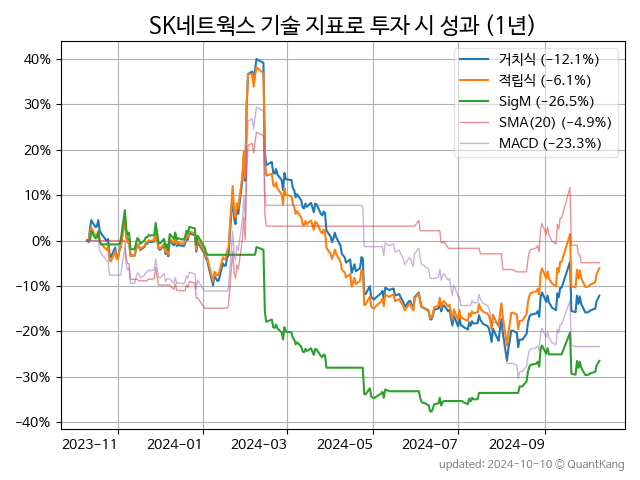 SK네트웍스 기술 지표로 투자 시 성과 (1년)
거치식 (−12.1%)
적립식 (−6.1%)
SigM (−26.5%)
SMA(20) (−4.9%)
MACD (−23.3%)
40%
30%
20%
10%
0%
−10%
−20%
−30%
−40%
2023−11
2024−01
2024−03
2024−05
2024−07
2024−09
updated: 2024-10-10 © QuantKang